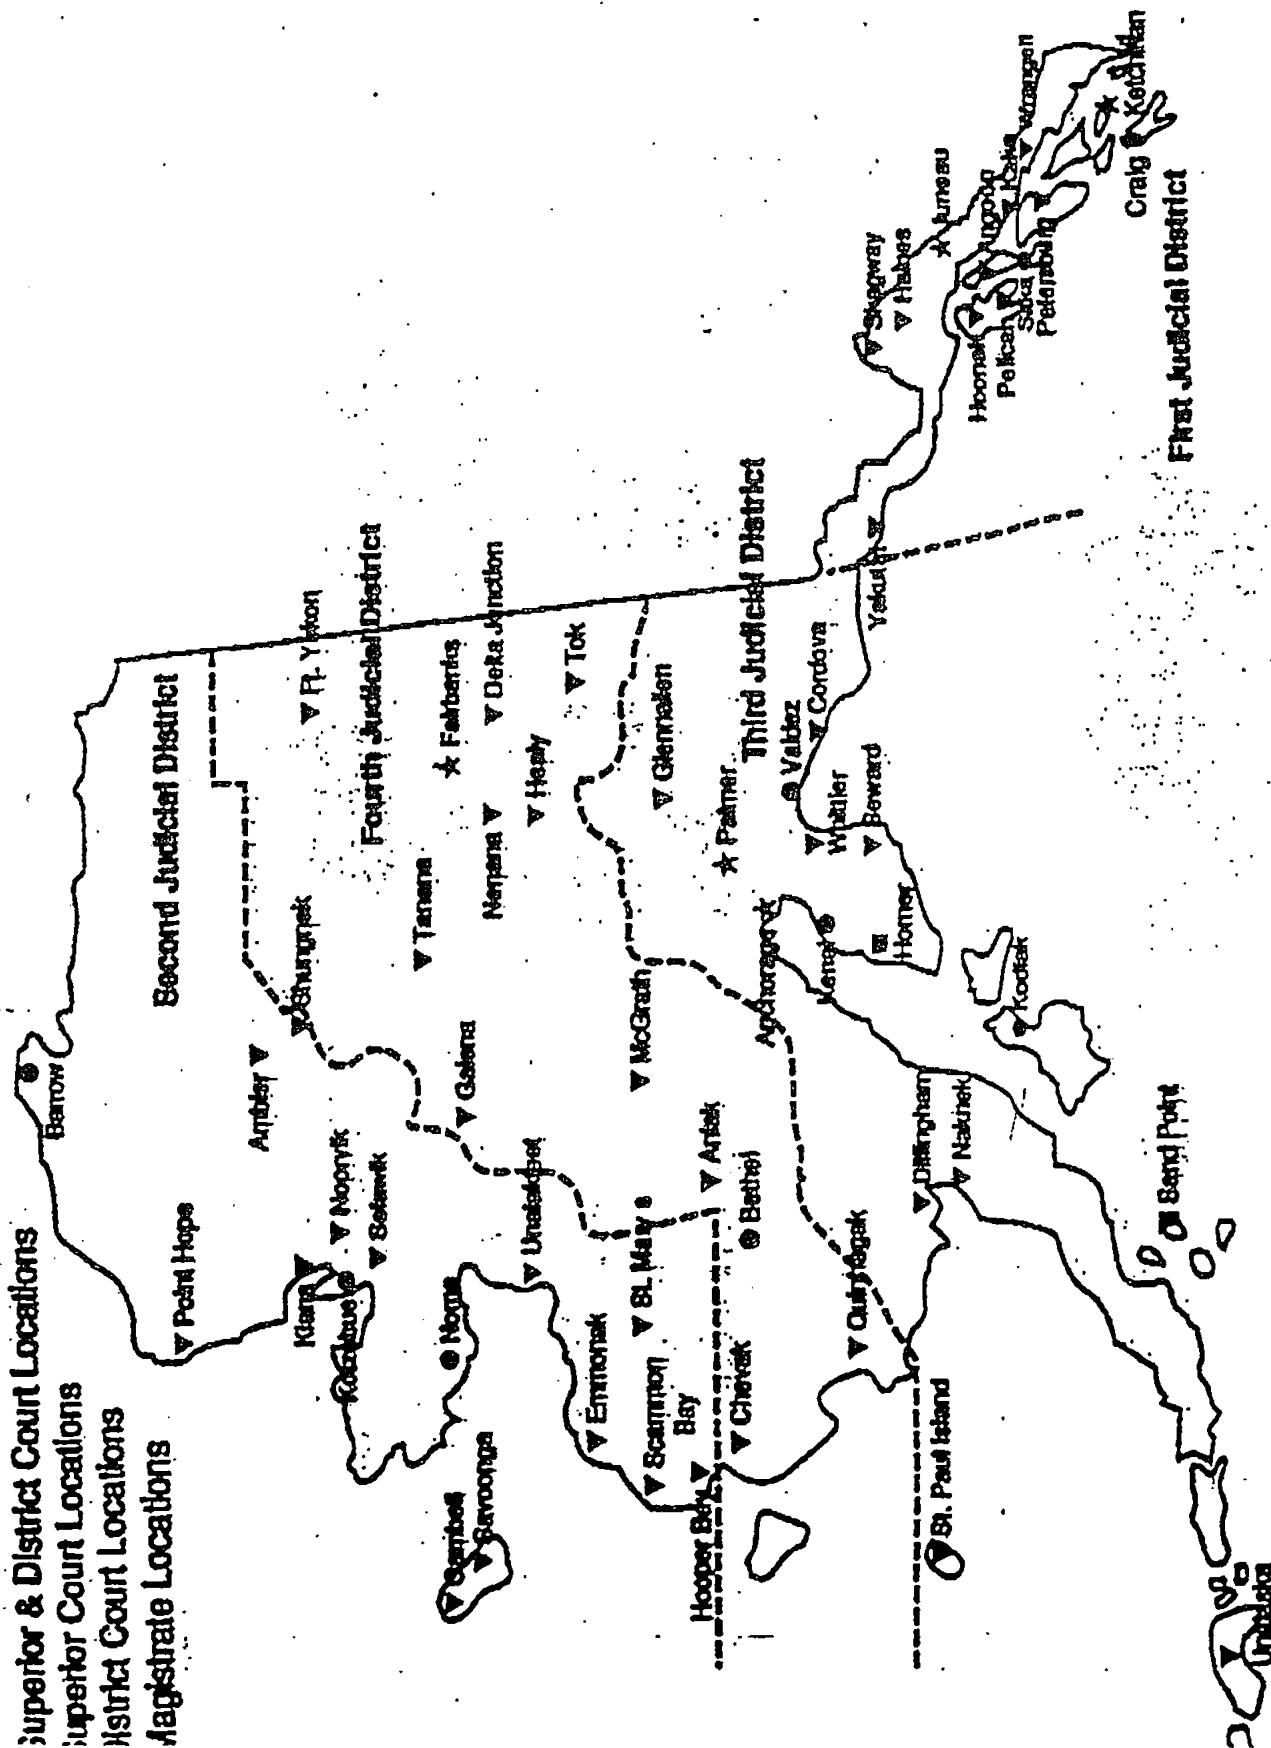 Superior & District Court Locations
Superior Court Locations
District Court Locations
Magistrate Locations
Barrow
Point Hope
Second Judicial District
Ambler
Shungnak
Kiana
Noorvik
Selawik
Kotzebue
Ft. Yukon
Fourth Judicial District
Tanana
Fairbanks
Galena
Nome
Gambell
Savoonga
Nenana
Delta Junction
Healy
Unalakleet
Tok
Emmonak
St. Marys
McGrath
Glennallen
Scammon
Bay
Hooper Bay
Aniak
Chevak
Bethel
Palmer
Third Judicial District
Anchorage
Valdez
Cordova
Whittier
Kenai
Seward
Homer
Yakutat
Quinhagak
Dillingham
Naknek
St. Paul Island
Kodiak
Sand Point
Unalaska
Skagway
Haines
Juneau
Hoonah
Angoon
Pelican
Kake
Sitka
Petersburg
Wrangell
Craig
Ketchikan
First Judicial District